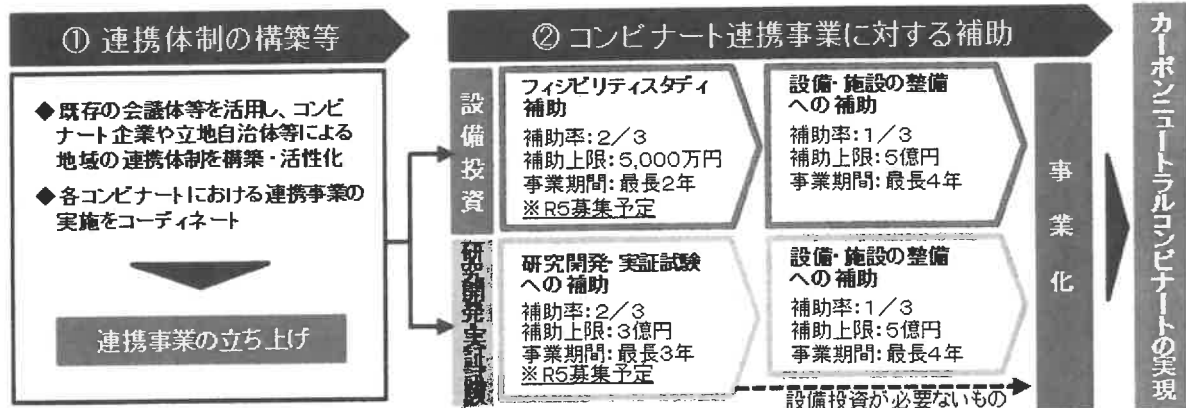 ① 連携体制の構築等
◆既存の会議体等を活用し、コンビ
ナート企業や立地自治体等による
地域の連携体制を構築・活性化
◆各コンビナートにおける連携事業の
実施をコーディネート
連携事業の立ち上げ
② コンビナート連携事業に対する補助
設備投資
フィジビリティスタディ
補助
補助率：2／3
補助上限：5,000万円
事業期間：最長2年
※R5募集予定
設備・施設の整備
への補助
補助率：1／3
補助上限：5億円
事業期間：最長4年
研究開発・実証試験
研究開発・実証試験
への補助
補助率：2／3
補助上限：3億円
事業期間：最長3年
※R5募集予定
設備・施設の整備
への補助
補助率：1／3
補助上限：5億円
事業期間：最長4年
設備投資が必要ないもの
事業化
カーボンニュートラルコンビナートの実現